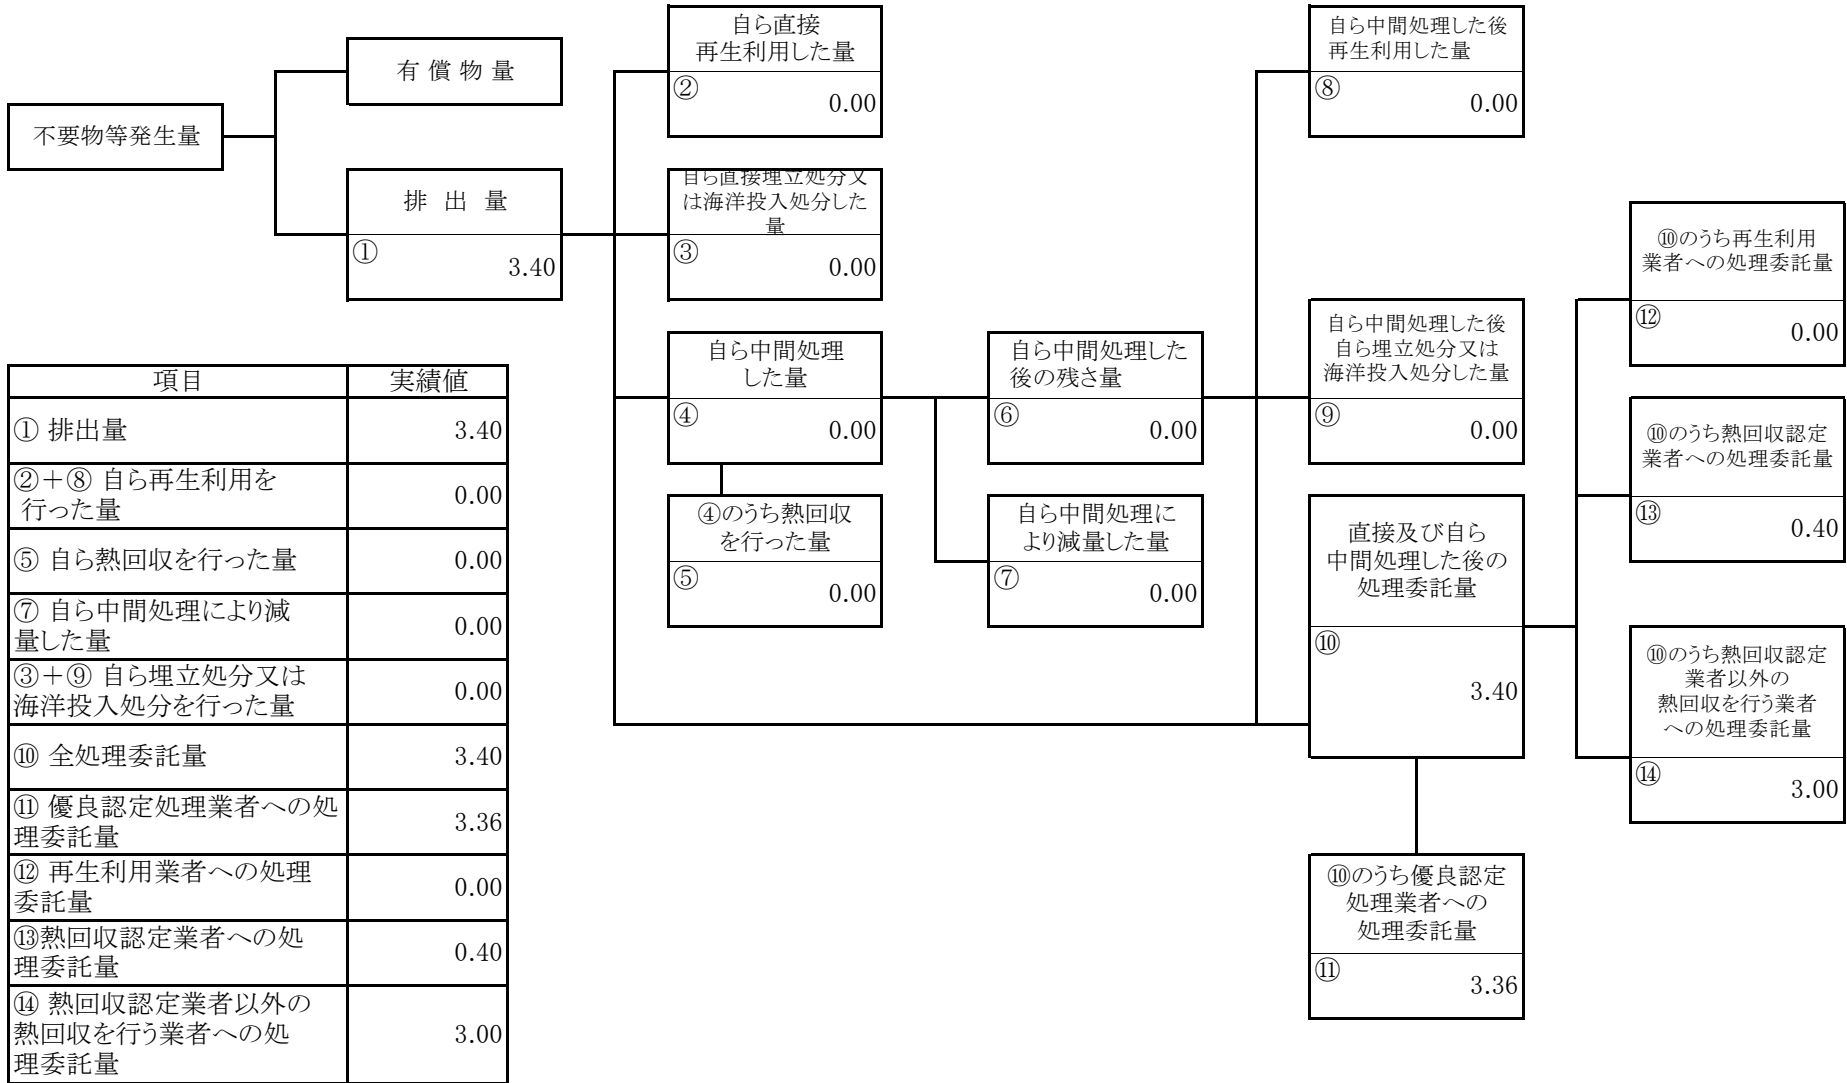 不要物等発生量
有 償 物 量
排 出 量
①
3.40
自ら直接
再生利用した量
②
0.00
自ら直接埋立処分又
は海洋投入処分した
量
③
0.00
自ら中間処理
した量
④
0.00
④のうち熱回収
を行った量
⑤
0.00
自ら中間処理した
後の残さ量
⑥
0.00
自ら中間処理に
より減量した量
⑦
0.00
自ら中間処理した後
再生利用した量
⑧
0.00
自ら中間処理した後
自ら埋立処分又は
海洋投入処分した量
⑨
0.00
直接及び自ら
中間処理した後の
処理委託量
⑩
3.40
⑩のうち優良認定
処理業者への
処理委託量
⑪
3.36
⑩のうち再生利用
業者への処理委託量
⑫
0.00
⑩のうち熱回収認定
業者への処理委託量
⑬
0.40
⑩のうち熱回収認定
業者以外の
熱回収を行う業者
への処理委託量
⑭
3.00
項目 実績値
① 排出量 3.40
②＋⑧ 自ら再生利用を
行った量 0.00
⑤ 自ら熱回収を行った量 0.00
⑦ 自ら中間処理により減
量した量 0.00
③＋⑨ 自ら埋立処分又は
海洋投入処分を行った量 0.00
⑩ 全処理委託量 3.40
⑪ 優良認定処理業者への処
理委託量 3.36
⑫ 再生利用業者への処理
委託量 0.00
⑬熱回収認定業者への処
理委託量 0.40
⑭ 熱回収認定業者以外の
熱回収を行う業者への処
理委託量 3.00